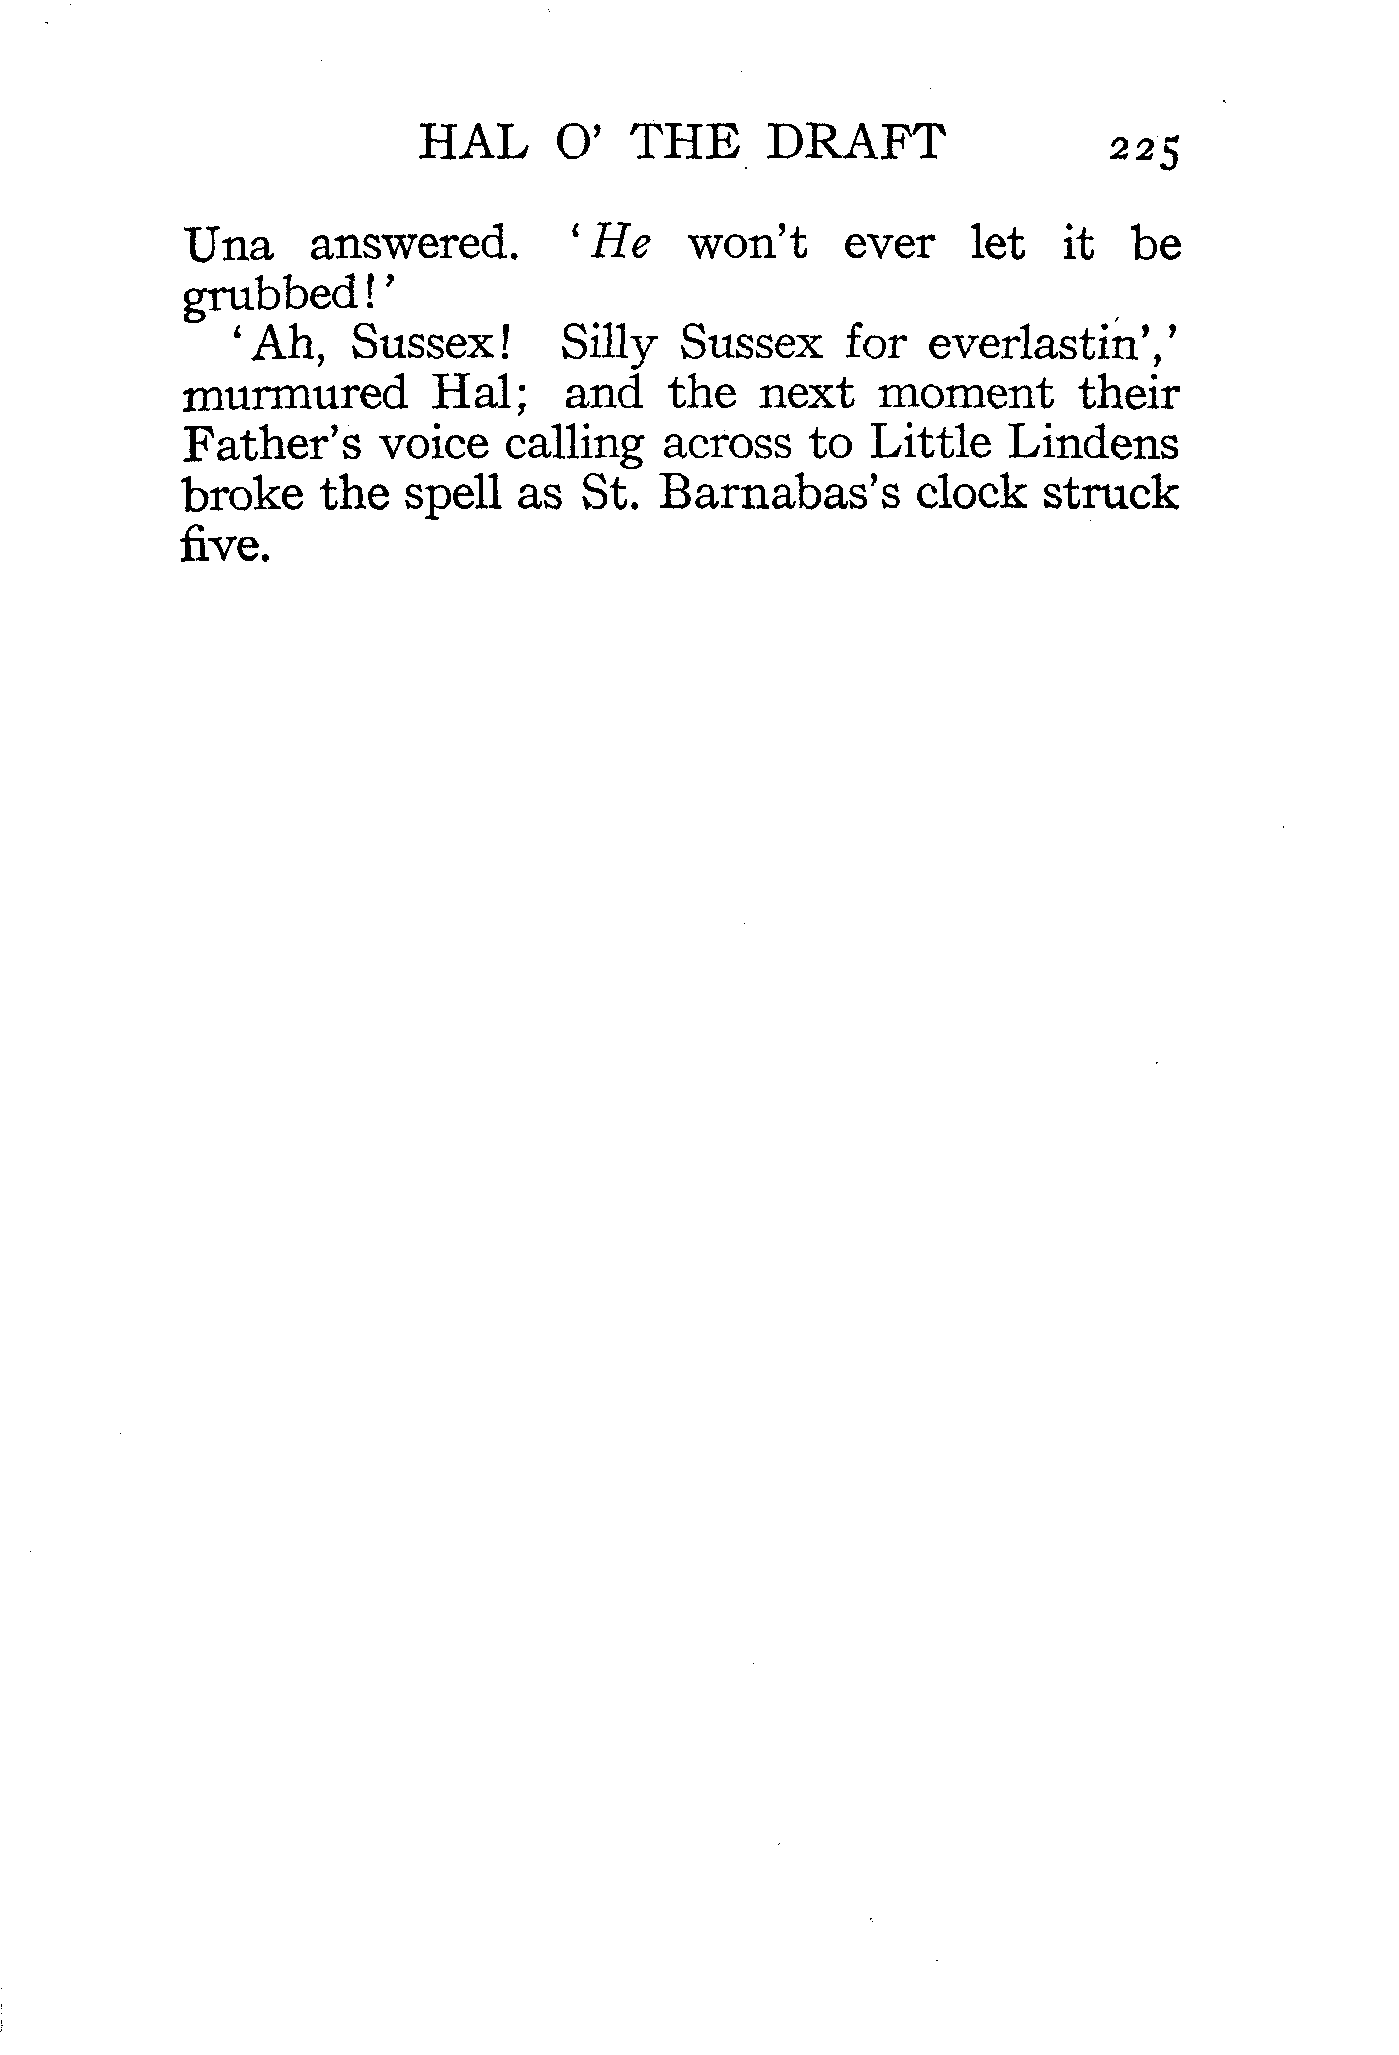 HAL O' THE DRAFT 225
Una answered. ‘He won't ever let it be
grubbed!’
‘Ah, Sussex! Silly Sussex for everlastin’,’
murmured Hal; and the next moment their
Father's voice calling across to Little Lindens
broke the spell as St. Barnabas's clock struck
five.